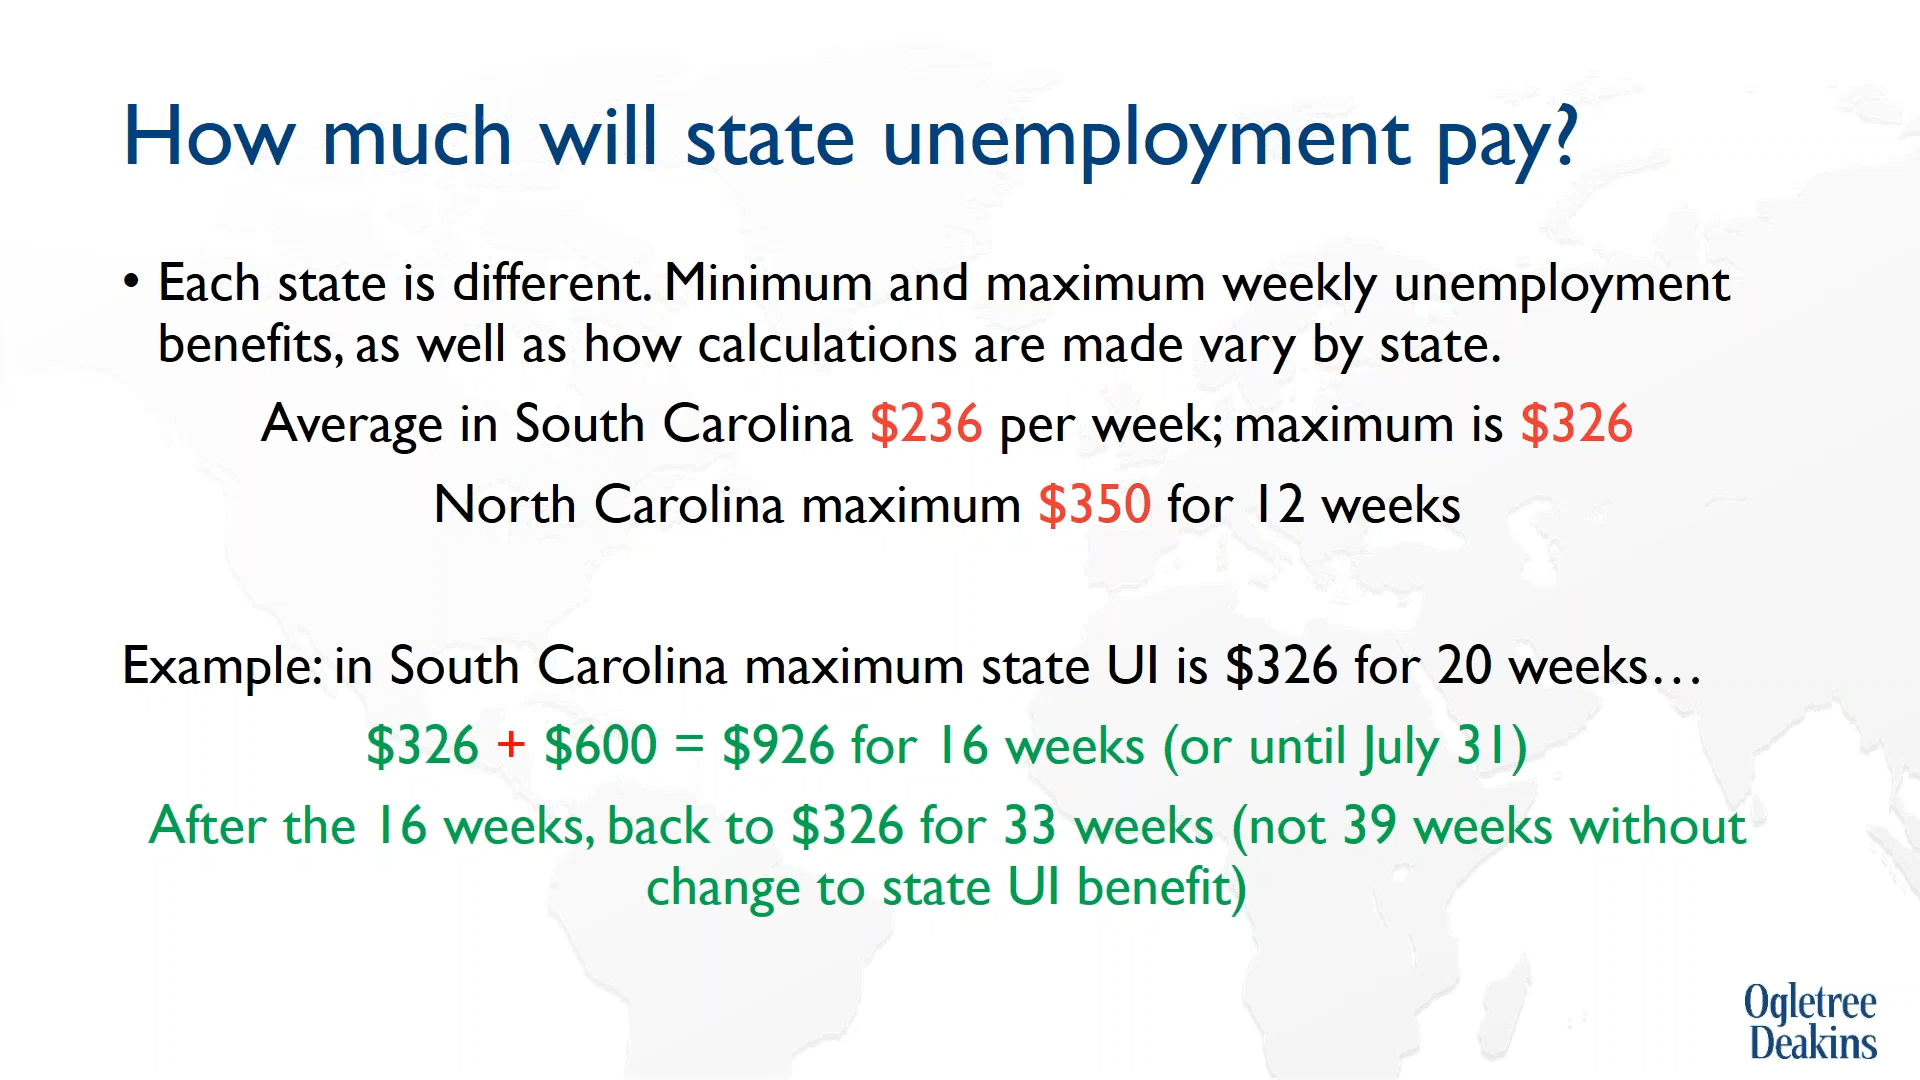 How much will state unemployment pay?
• Each state is different. Minimum and maximum weekly unemployment
benefits, as well as how calculations are made vary by state.
Average in South Carolina $236 per week; maximum is $326
North Carolina maximum $350 for 12 weeks
Example: in South Carolina maximum state UI is $326 for 20 weeks…
$326 + $600 = $926 for 16 weeks (or until July 31)
After the 16 weeks, back to $326 for 33 weeks (not 39 weeks without
change to state UI benefit)
Ogletree
Deakins